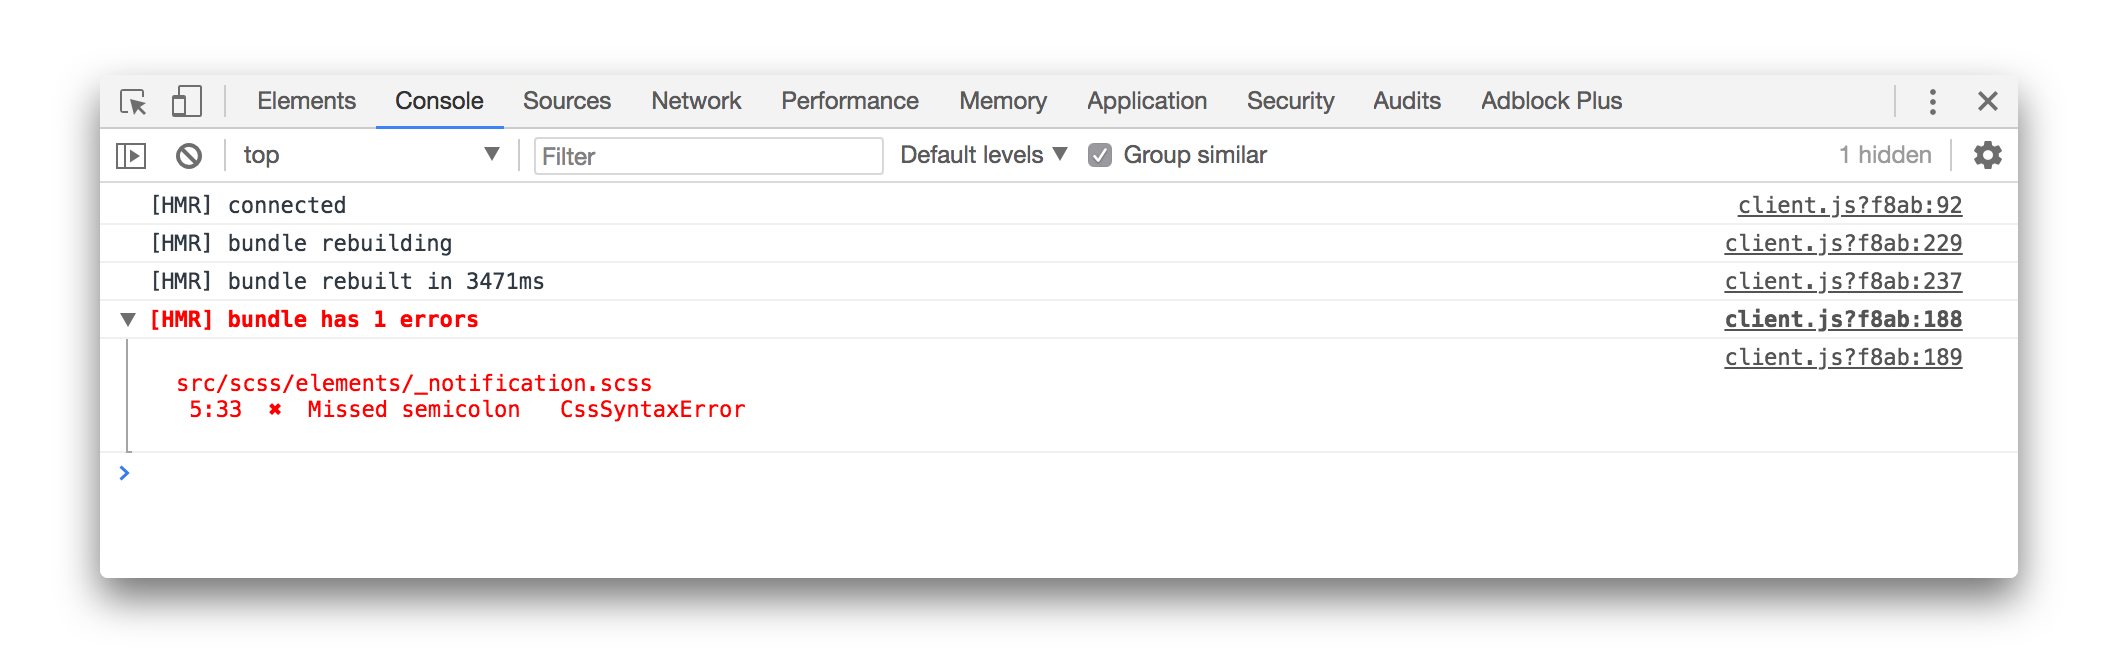 Elements Console Sources Network Performance Memory Application Security Audits Adblock Plus
top Filter Default levels Group similar 1 hidden
[HMR] connected client.js?f8ab:92
[HMR] bundle rebuilding client.js?f8ab:229
[HMR] bundle rebuilt in 3471ms client.js?f8ab:237
[HMR] bundle has 1 errors client.js?f8ab:188
client.js?f8ab:189
src/scss/elements/_notification.scss
5:33 ✖ Missed semicolon CssSyntaxError